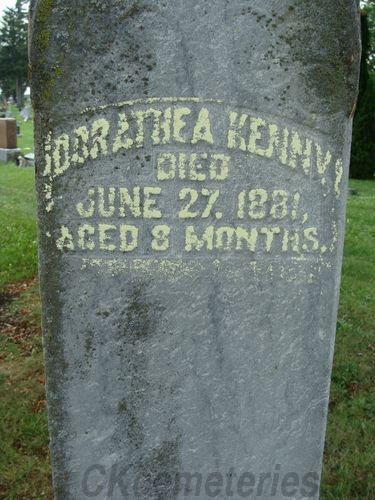 DORATHEA KENNY,
DIED
JUNE 27, 1881,
AGED 8 MONTHS.
CKcemeteries